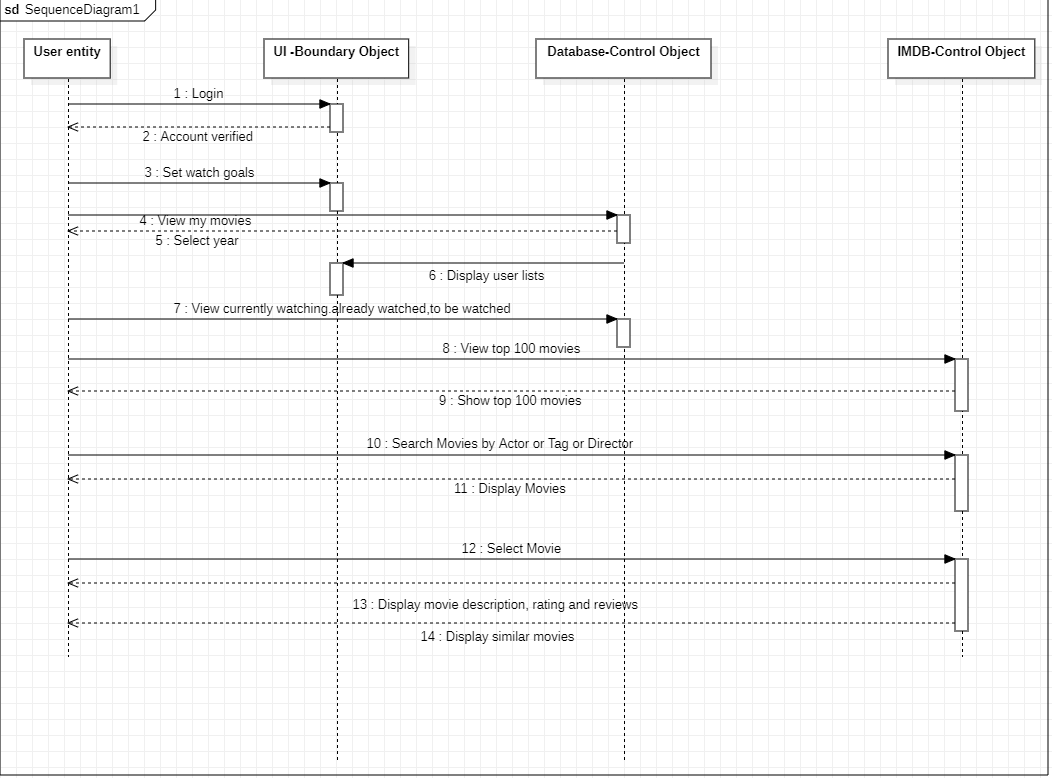 sd SequenceDiagram1
User entity
UI -Boundary Object
Database-Control Object
IMDB-Control Object
1 : Login
2 : Account verified
3 : Set watch goals
4 : View my movies
5 : Select year
6 : Display user lists
7 : View currently watching.already watched,to be watched
8 : View top 100 movies
9 : Show top 100 movies
10 : Search Movies by Actor or Tag or Director
11 : Display Movies
12 : Select Movie
13 : Display movie description, rating and reviews
14 : Display similar movies